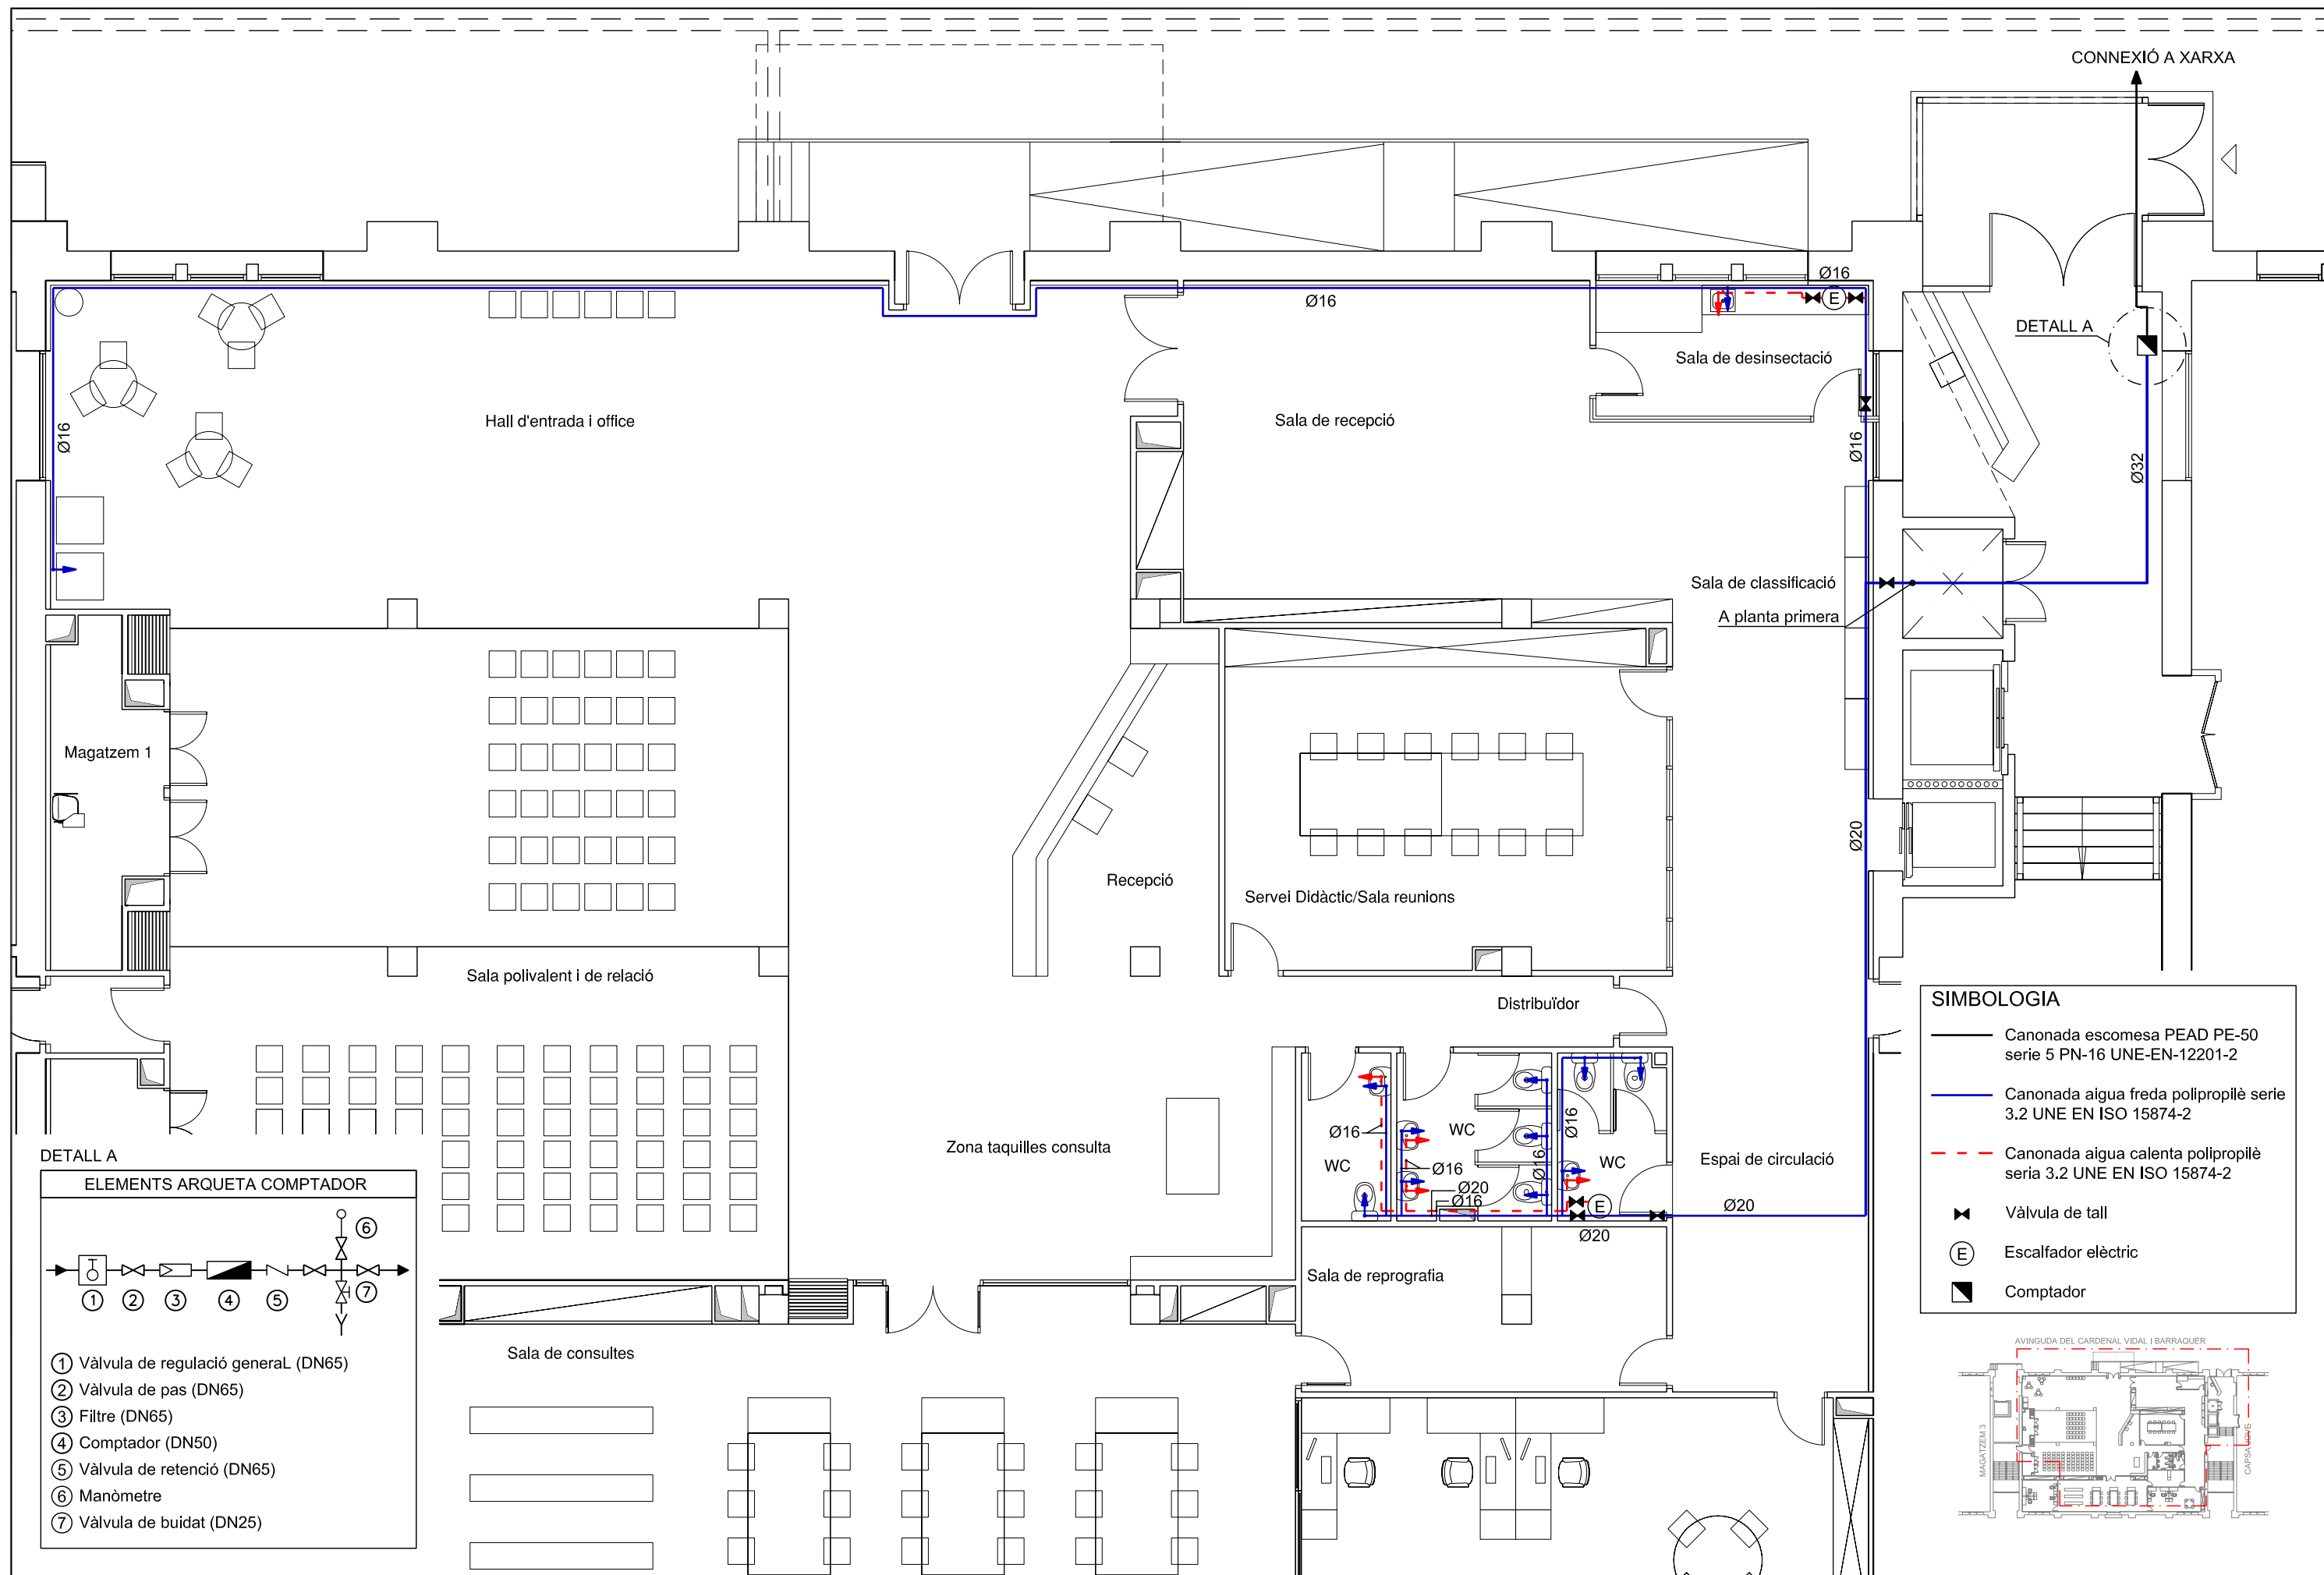 CONNEXIÓ A XARXA
Ø16
Ø16
DETALL A
E
Sala de desinsectació
Hall d'entrada i office
Sala de recepció
Ø16
Ø16
Ø32
Sala de classificació
A planta primera
Magatzem 1
Ø20
Recepció
Servei Didàctic/Sala reunions
Sala polivalent i de relació
Distribuïdor
Ø16
Ø16
WC
WC
Ø16
Ø16
WC
Zona taquilles consulta
Espai de circulació
Ø20
Ø16
E
Ø20
Ø20
Sala de reprografia
Sala de consultes
DETALL A
ELEMENTS ARQUETA COMPTADOR
6
1 2 3 4 5 7
1 Vàlvula de regulació generaL (DN65)
2 Vàlvula de pas (DN65)
3 Filtre (DN65)
4 Comptador (DN50)
5 Vàlvula de retenció (DN65)
6 Manòmetre
7 Vàlvula de buidat (DN25)
SIMBOLOGIA
Canonada escomesa PEAD PE-50
serie 5 PN-16 UNE-EN-12201-2
Canonada aigua freda polipropilè serie
3.2 UNE EN ISO 15874-2
Canonada aigua calenta polipropilè
seria 3.2 UNE EN ISO 15874-2
Vàlvula de tall
E Escalfador elèctric
Comptador
AVINGUDA DEL CARDENAL VIDAL I BARRAQUER
MAGATZEM 3